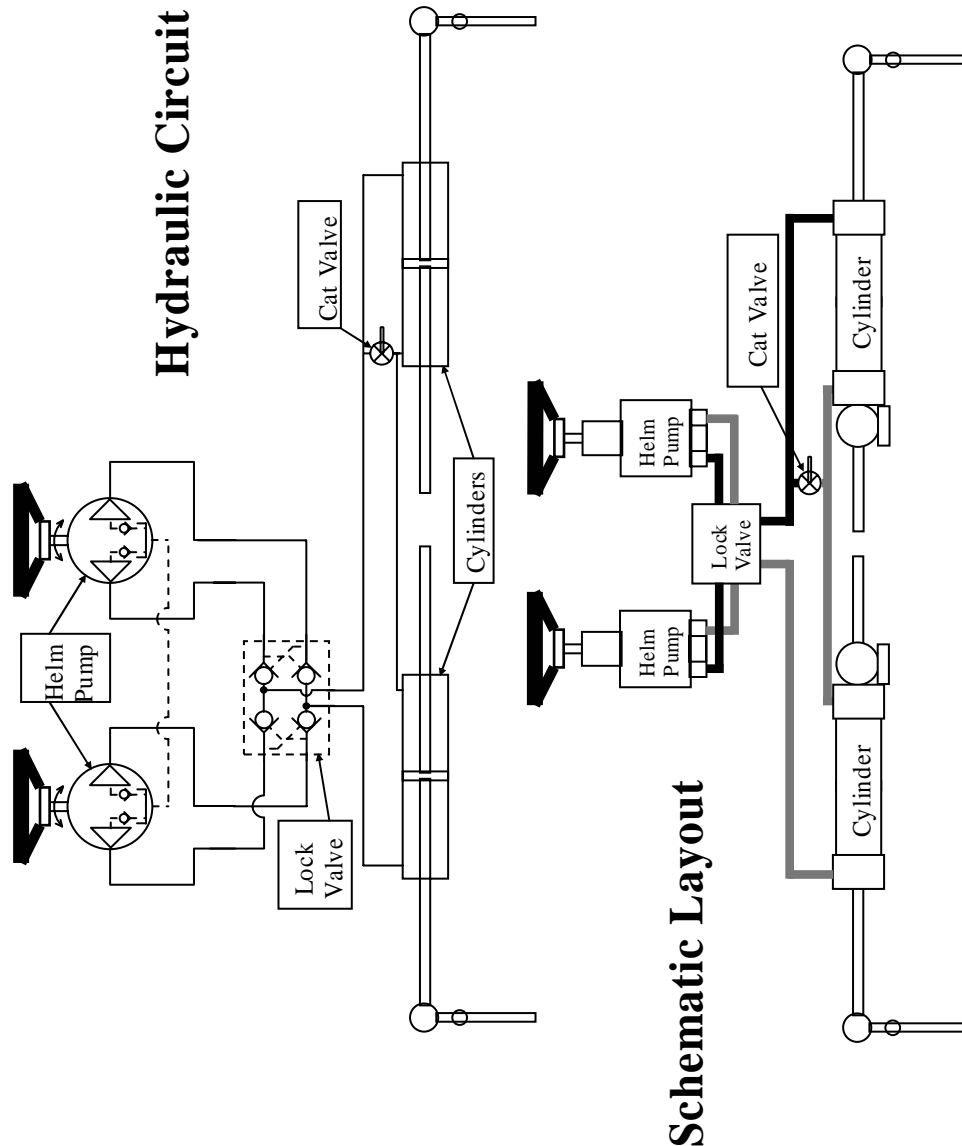 Hydraulic Circuit
Helm
Pump
Lock
Valve
Cat Valve
Cylinders
Schematic Layout
Helm
Pump
Helm
Pump
Lock
Valve
Cat Valve
Cylinder
Cylinder